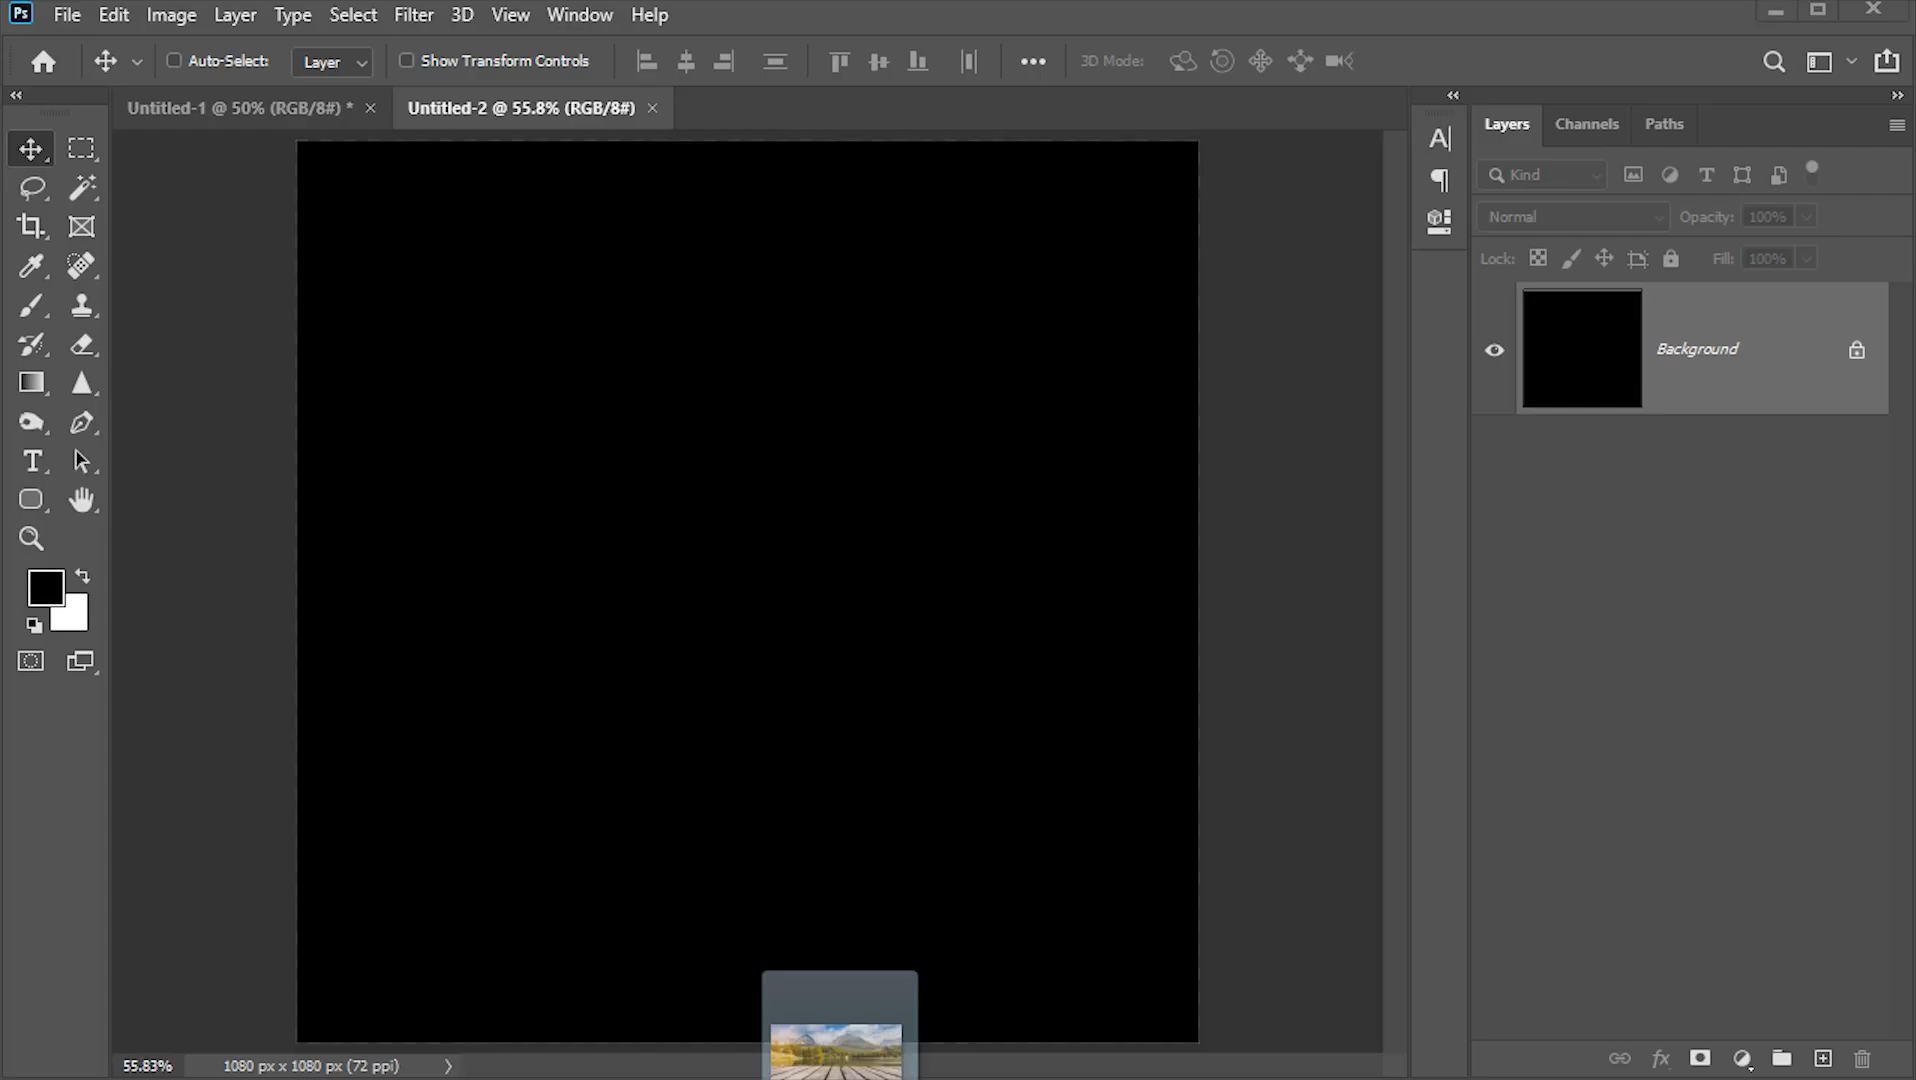 Ps File Edit Image Layer Type Select Filter 3D View Window Help
Auto-Select: Layer Show Transform Controls 3D Mode:
Untitled-1 @ 50% (RGB/8#) * Untitled-2 @ 55.8% (RGB/8#)
Layers Channels Paths
Kind
Normal Opacity: 100%
Lock: Fill: 100%
Background
55.83% 1080 px x 1080 px (72 ppi)